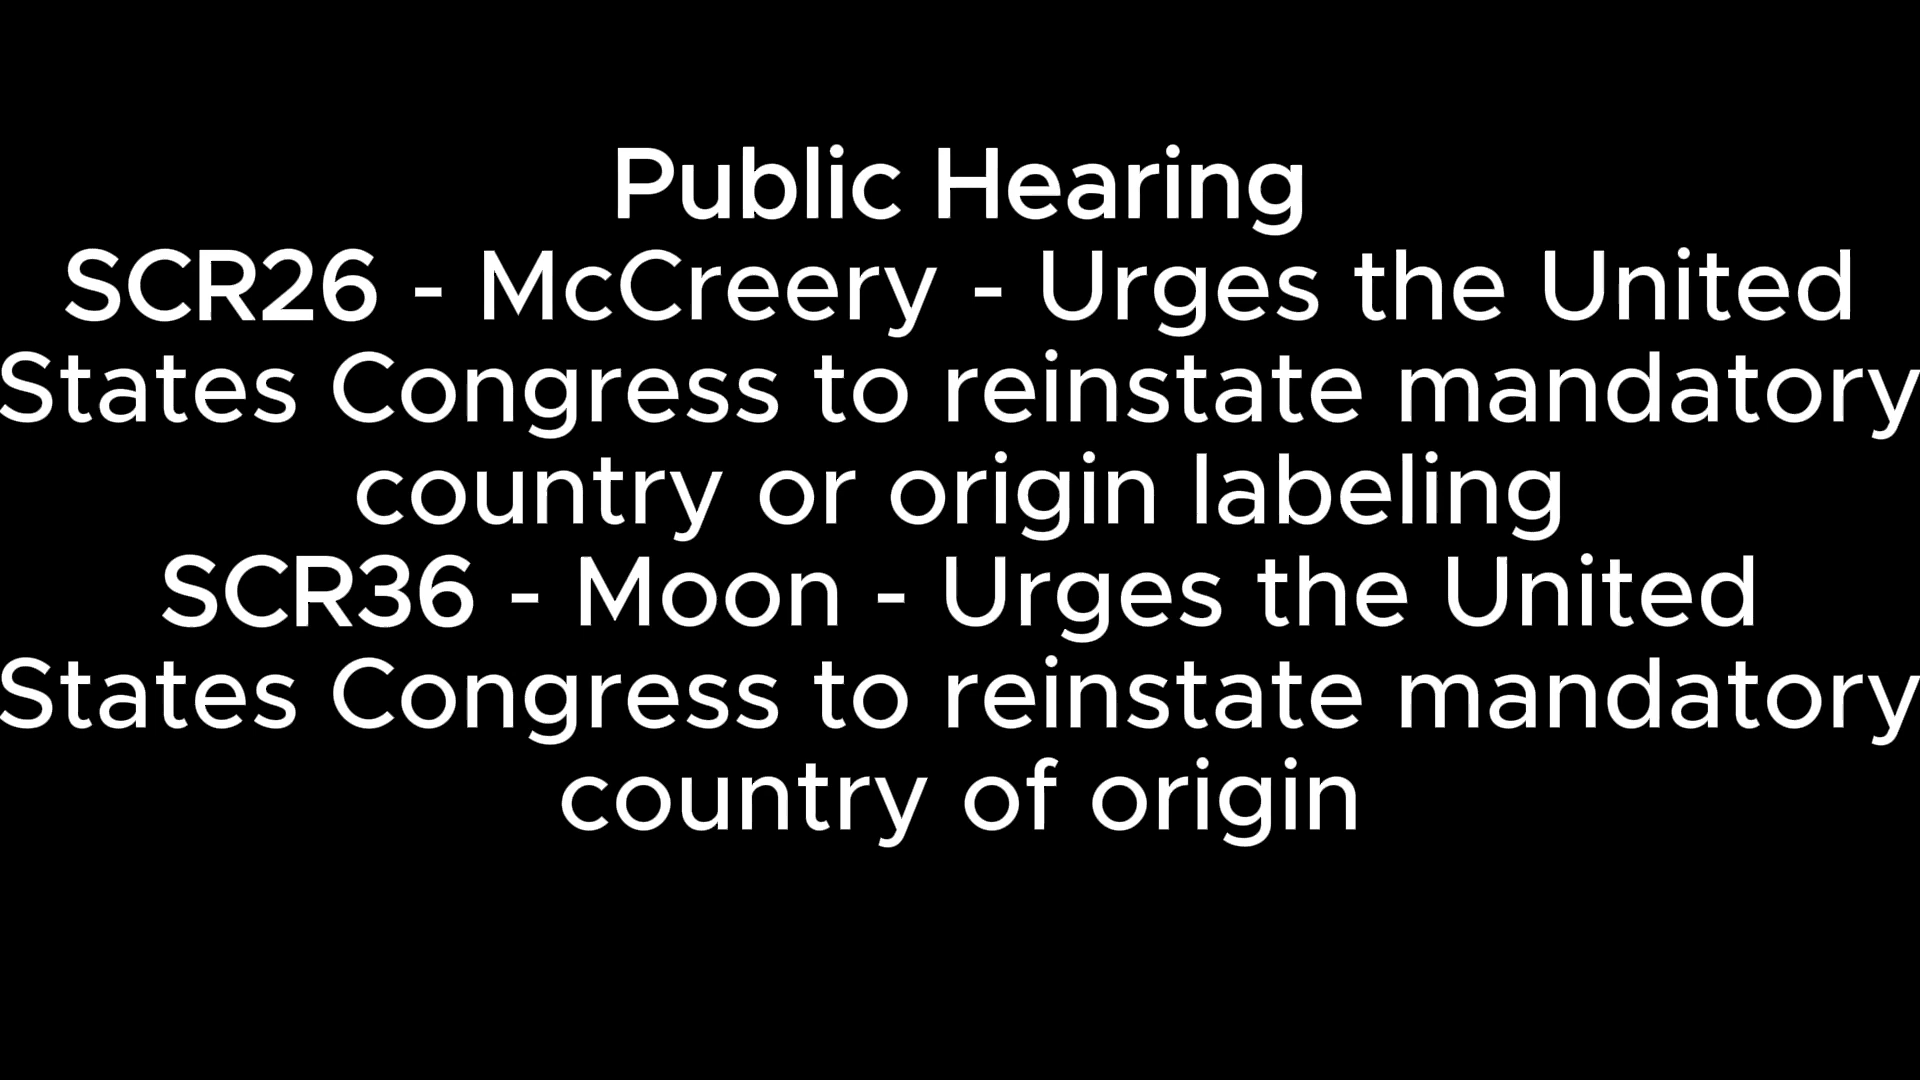 Public Hearing
SCR26 - McCreery - Urges the United
States Congress to reinstate mandatory
country or origin labeling
SCR36 - Moon - Urges the United
States Congress to reinstate mandatory
country of origin